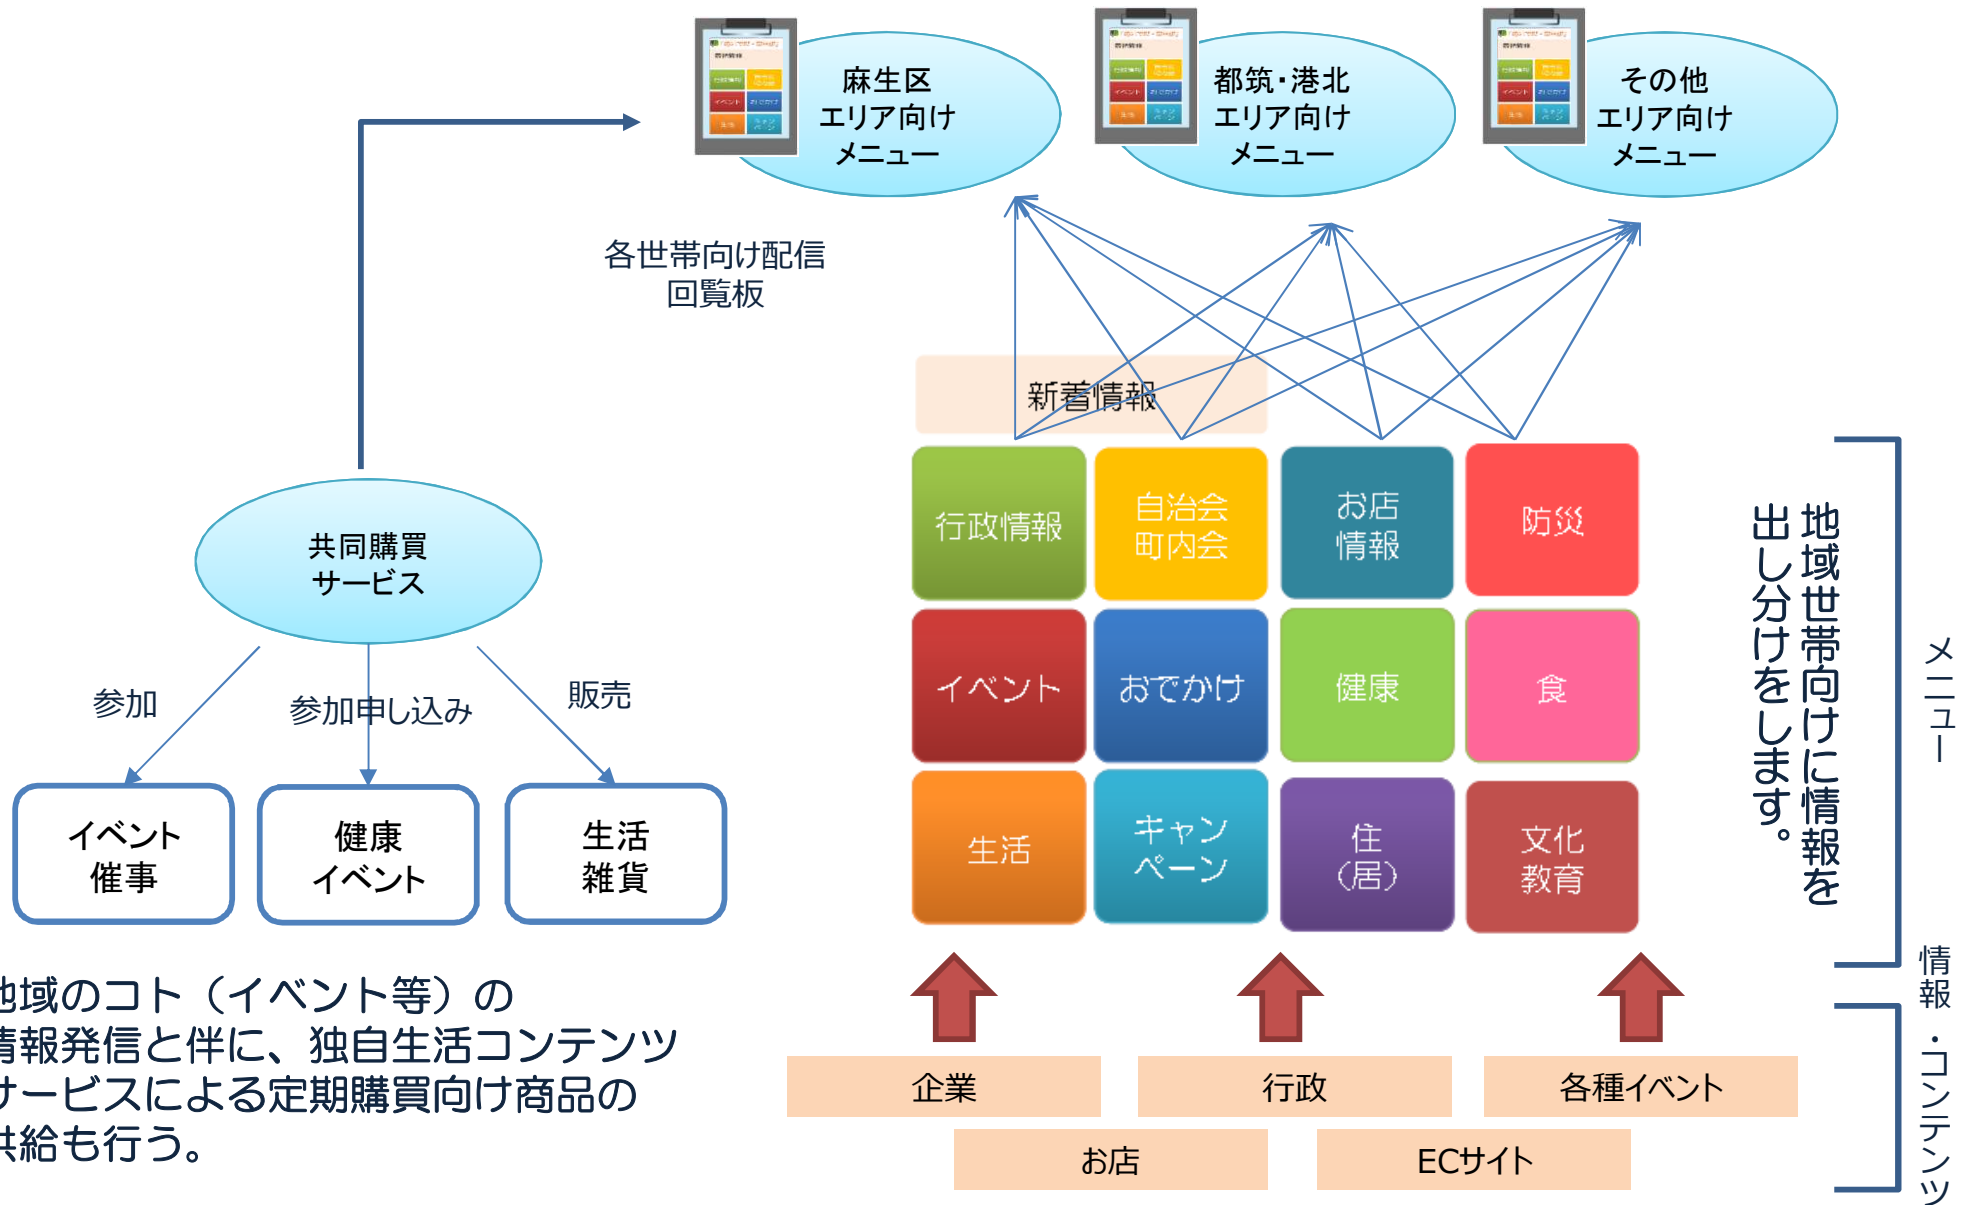 麻生区
エリア向け
メニュー
都筑・港北
エリア向け
メニュー
その他
エリア向け
メニュー
各世帯向け配信
回覧板
新着情報
行政情報
自治会
町内会
お店
情報
防災
イベント
おでかけ
健康
食
生活
キャン
ペーン
住
(居)
文化
教育
地域世帯向けに情報を
出し分けをします。
メニュー
情報・コンテンツ
企業
行政
各種イベント
お店
ECサイト
共同購買
サービス
参加
参加申し込み
販売
イベント
催事
健康
イベント
生活
雑貨
地域のコト（イベント等）の
情報発信と伴に、独自生活コンテンツ
サービスによる定期購買向け商品の
供給も行う。